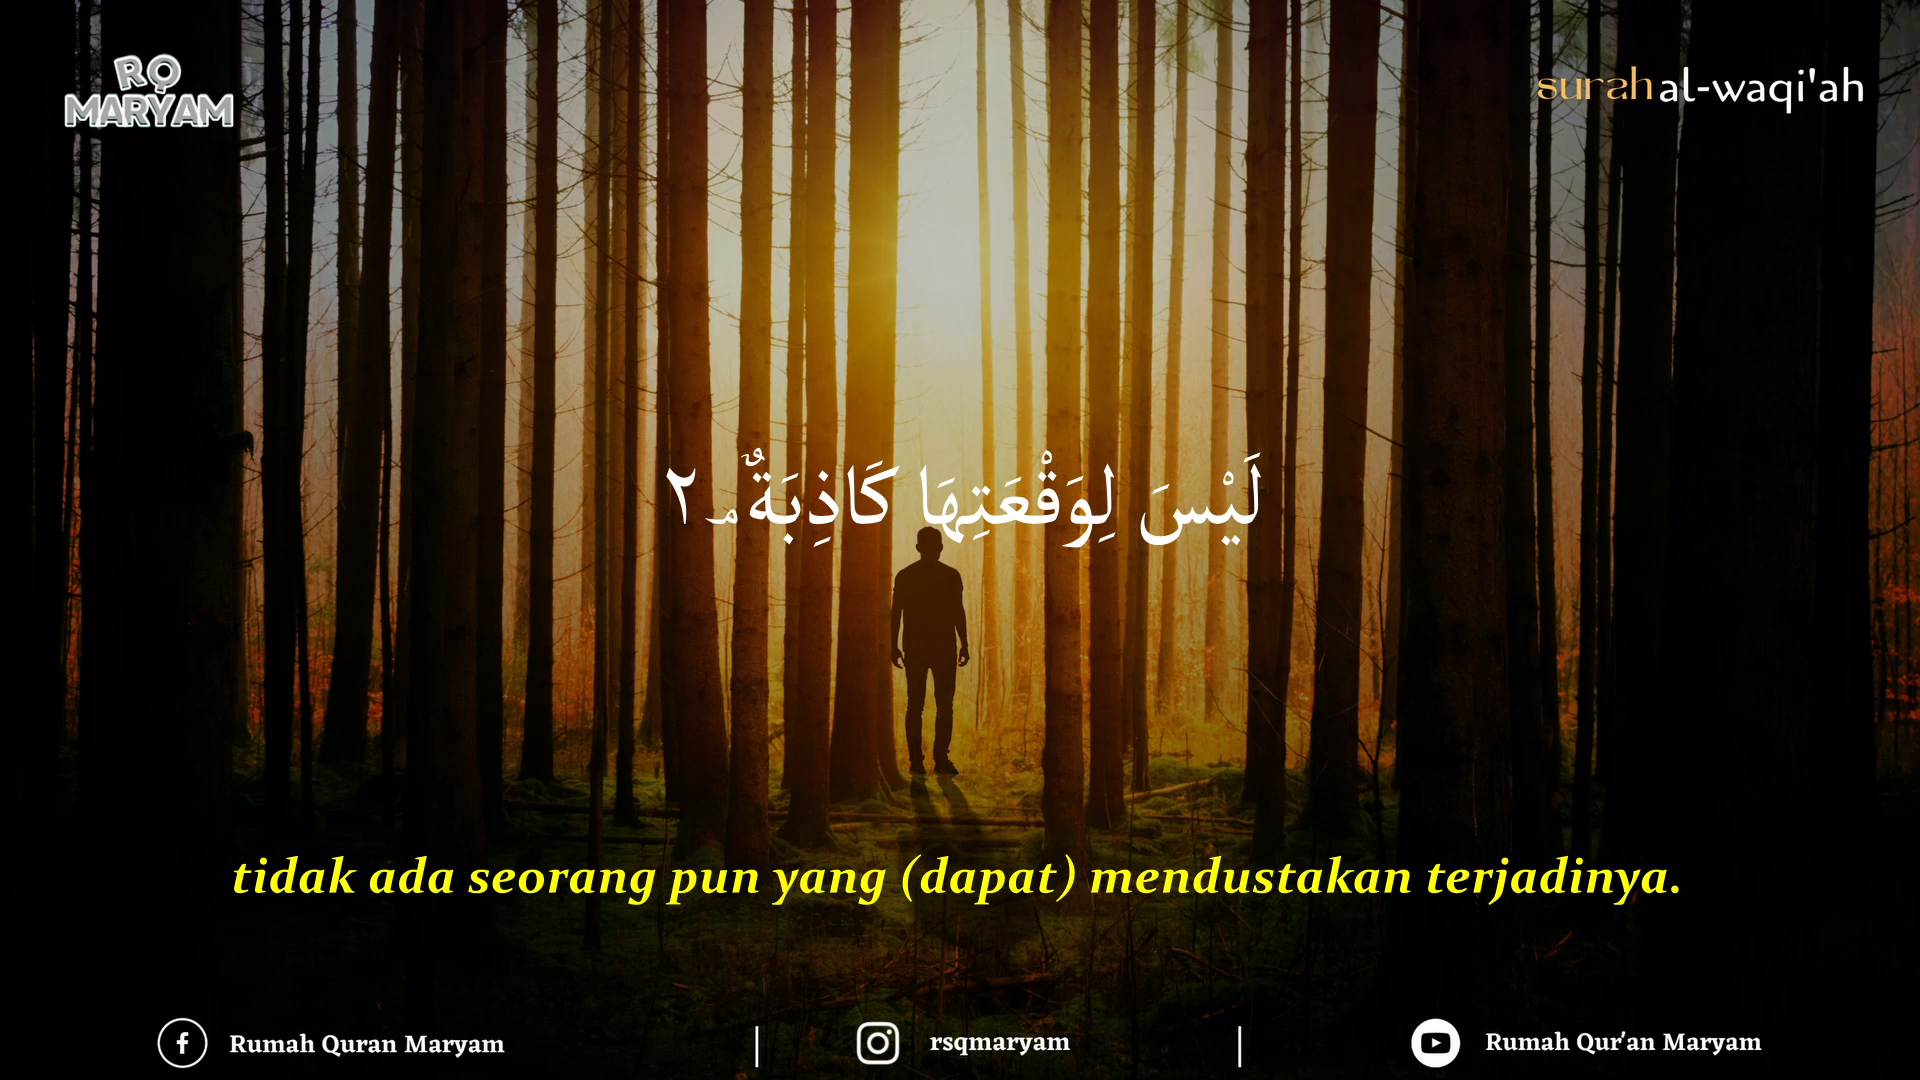 RQ
MARYAM
surah al-waqi'ah
لَيْسَ لِوَقْعَتِهَا كَاذِبَةٌ ۘ ٢
tidak ada seorang pun yang (dapat) mendustakan terjadinya.
Rumah Quran Maryam | rsqmaryam | Rumah Qur'an Maryam